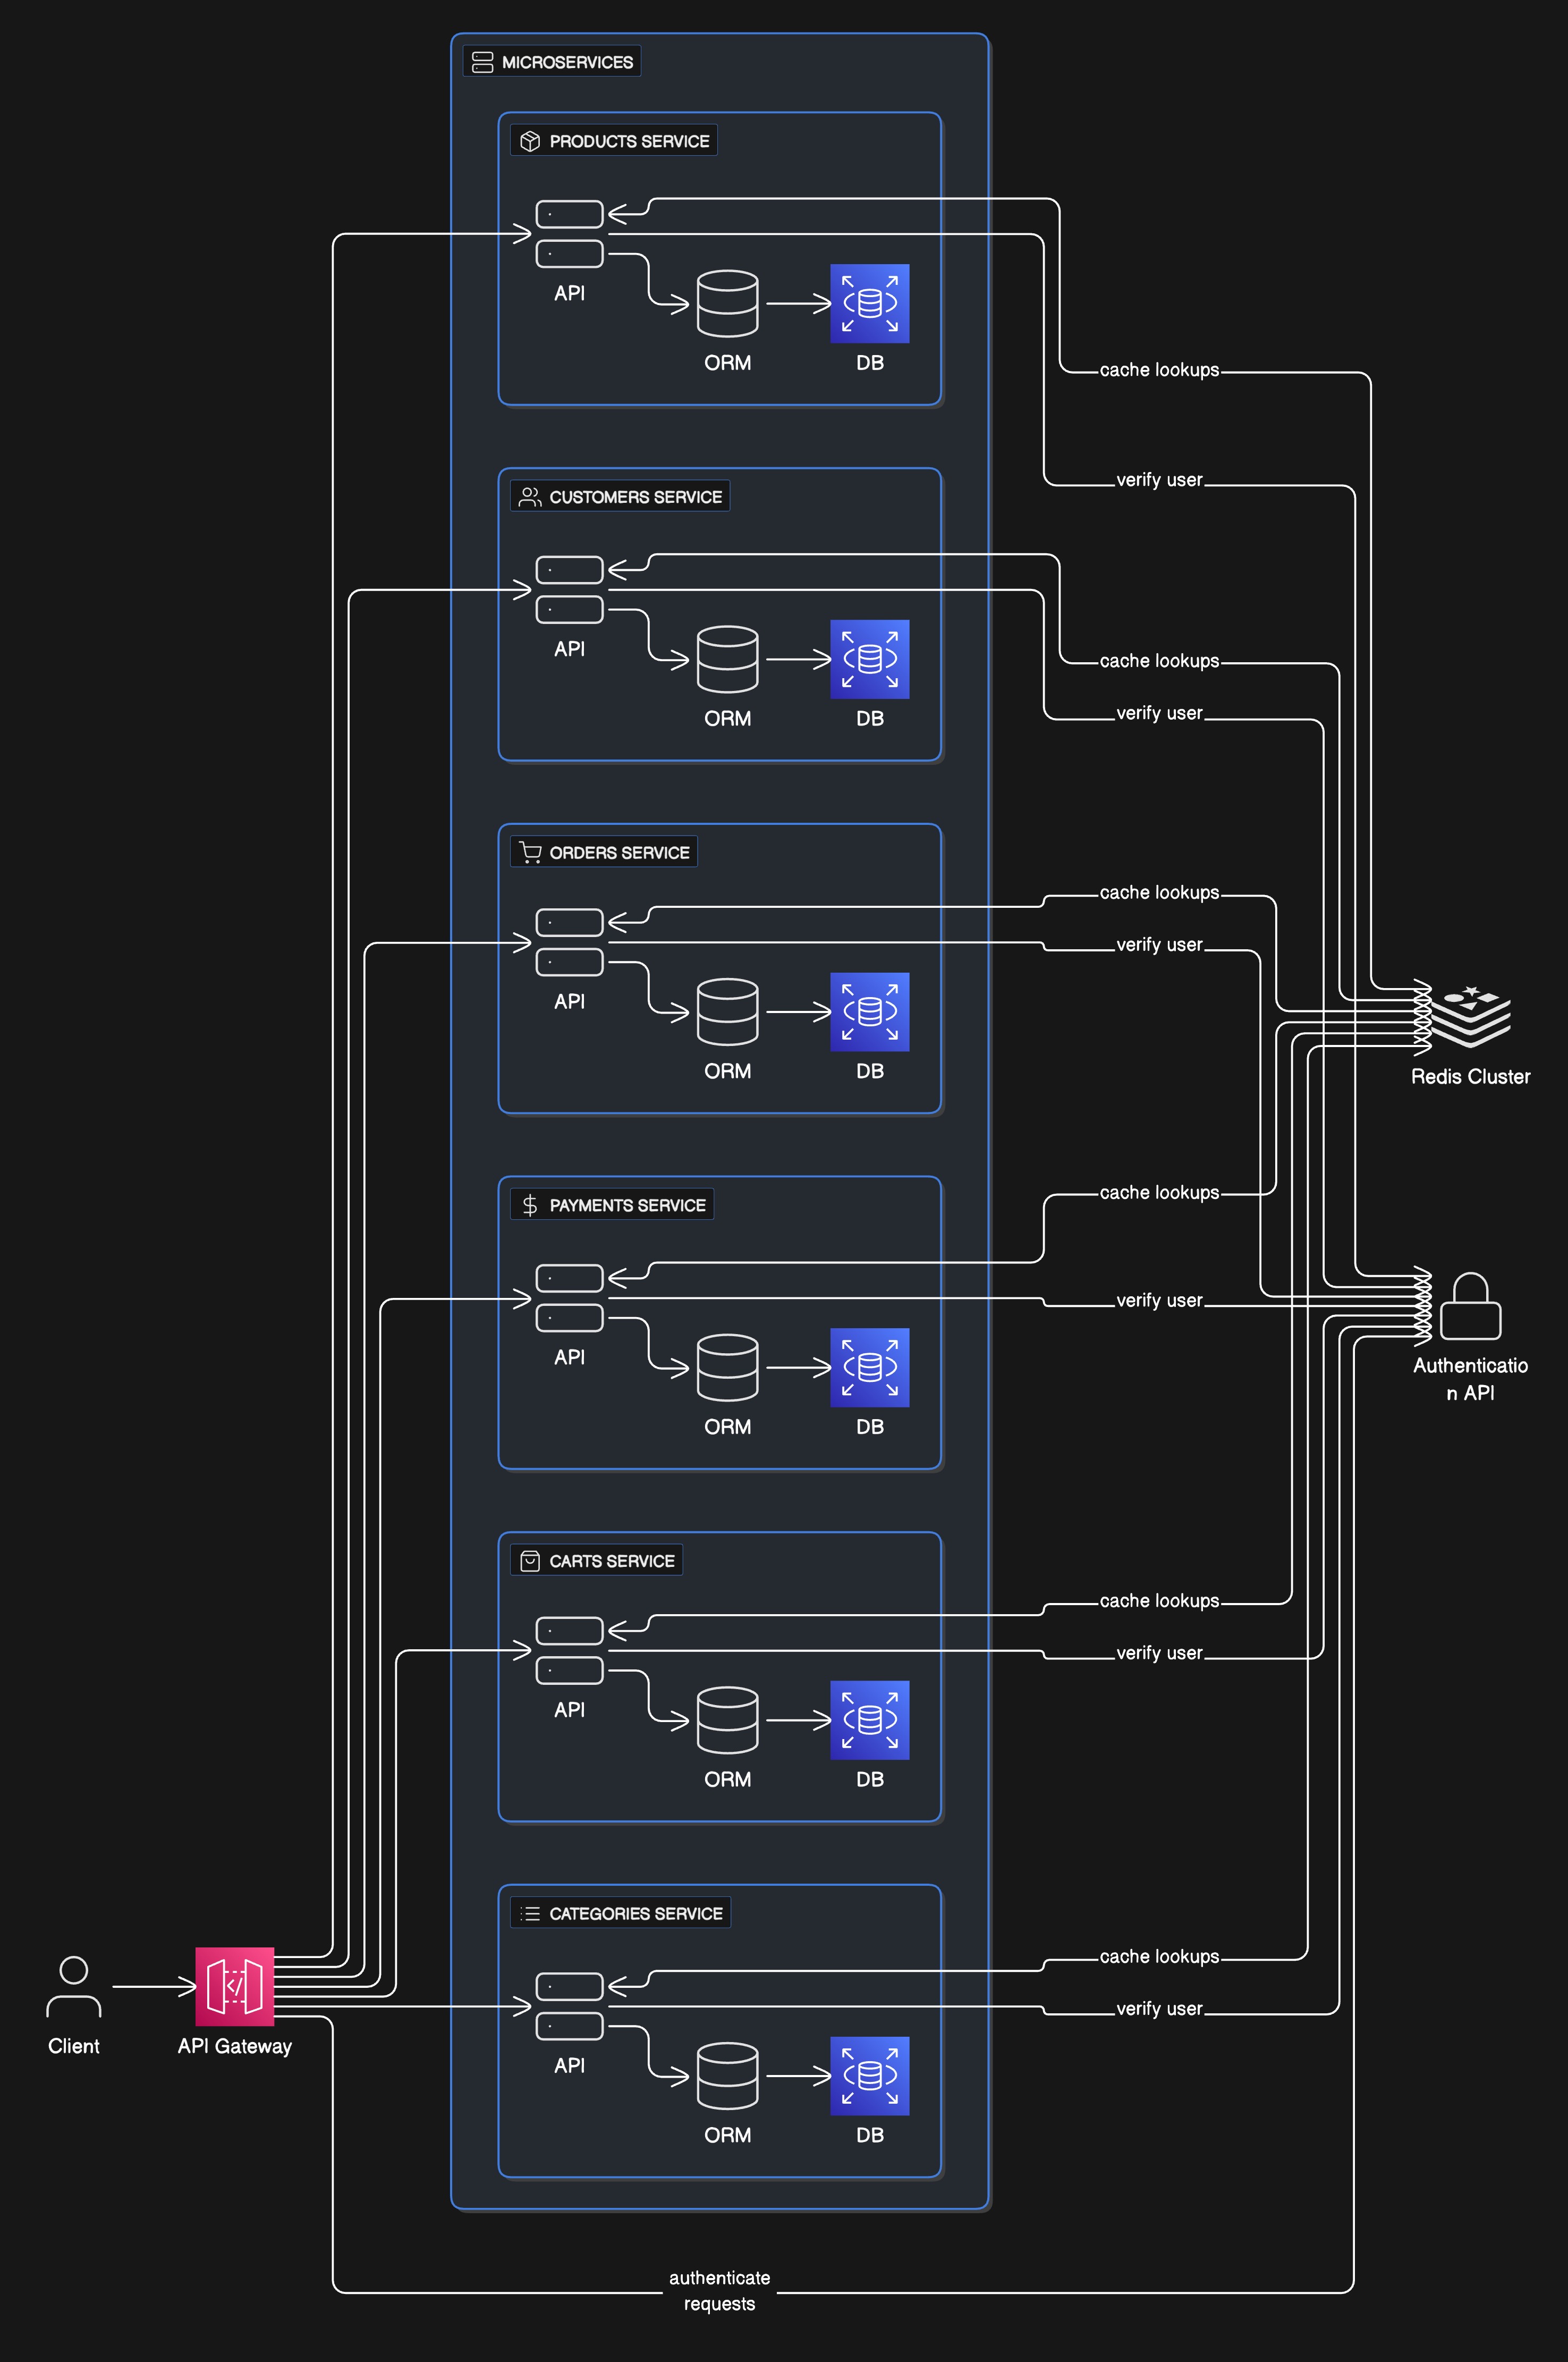 MICROSERVICES
PRODUCTS SERVICE
API
ORM
DB
cache lookups
verify user
CUSTOMERS SERVICE
API
ORM
DB
cache lookups
verify user
ORDERS SERVICE
cache lookups
verify user
API
ORM
DB
Redis Cluster
PAYMENTS SERVICE
cache lookups
verify user
API
ORM
DB
Authenticatio
n API
CARTS SERVICE
cache lookups
verify user
API
ORM
DB
CATEGORIES SERVICE
cache lookups
verify user
Client
API Gateway
API
ORM
DB
authenticate
requests